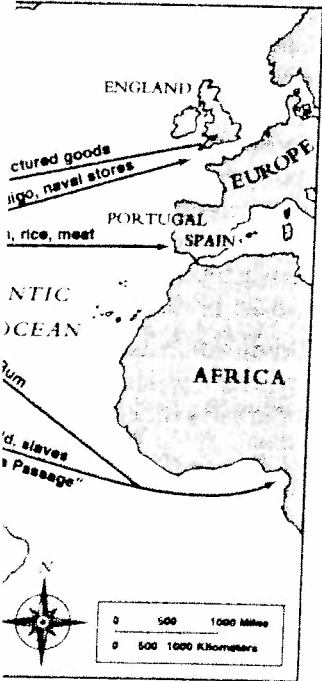 ENGLAND
ctured goods
igo, naval stores
EUROPE
PORTUGAL
, rice, meat
SPAIN
NTIC
OCEAN
Rum
AFRICA
d, slaves
Passage"
N
0 500 1000 Miles
0 500 1000 Kilometers